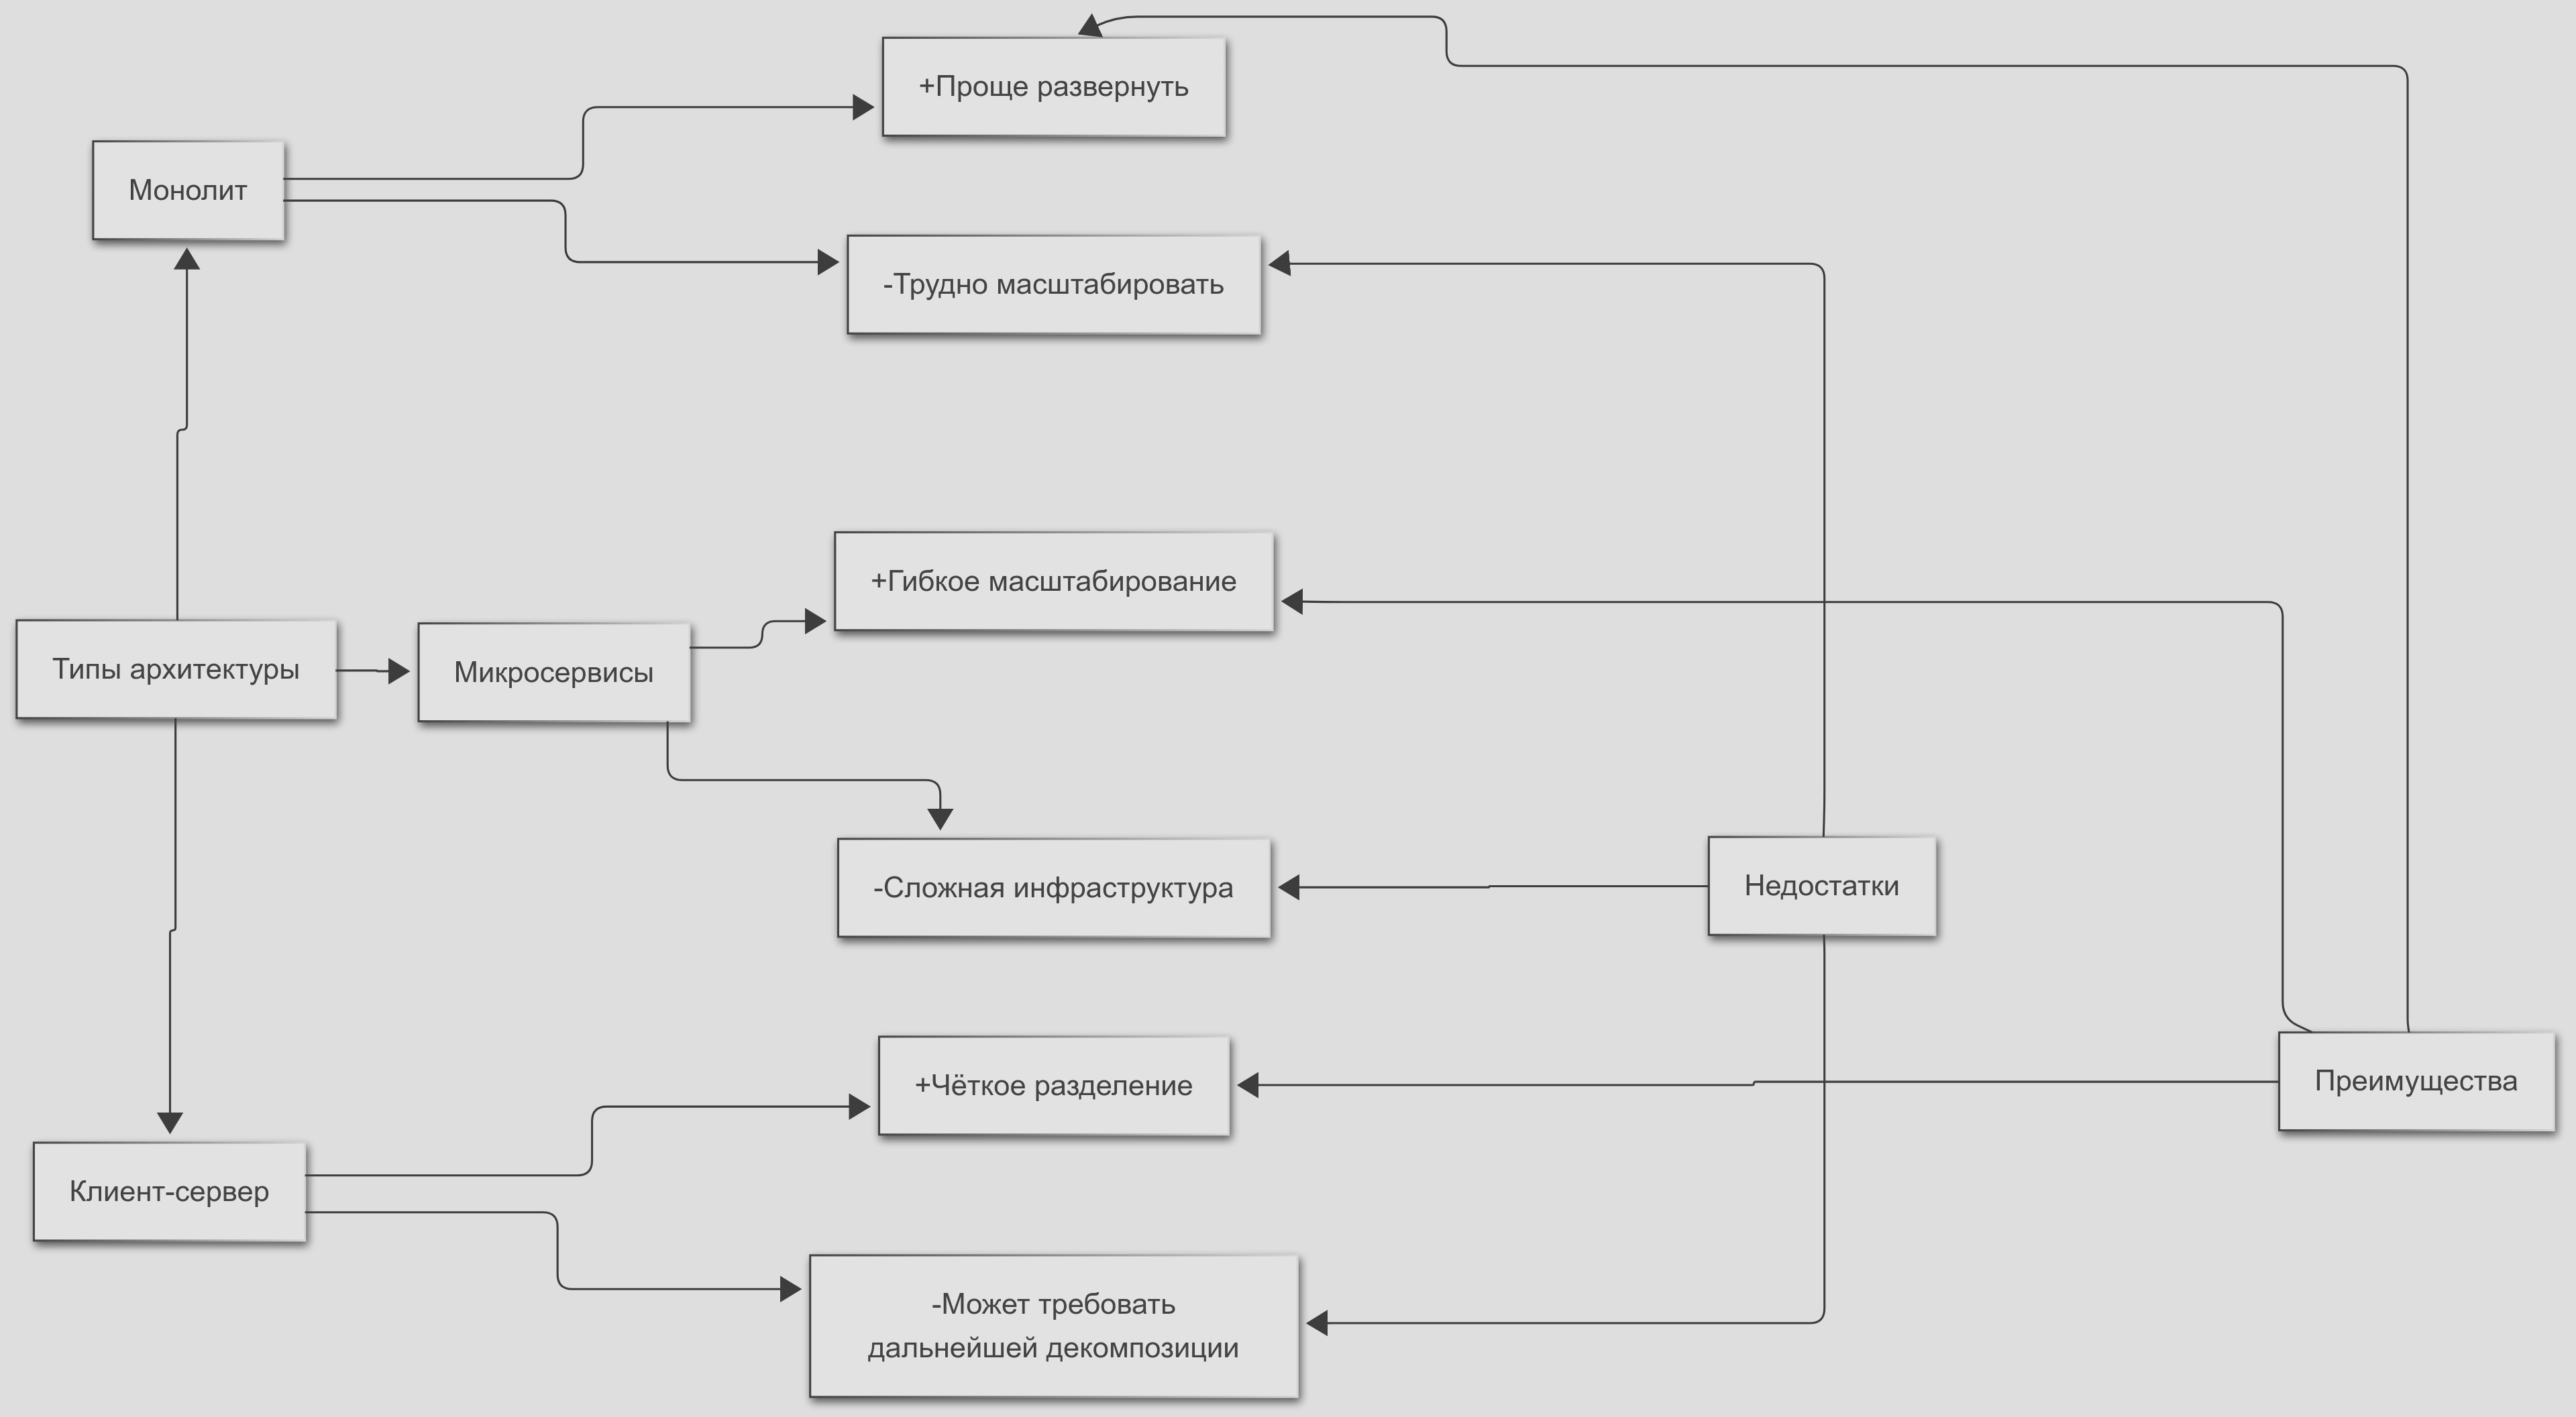 +Проще развернуть
Монолит
-Трудно масштабировать
+Гибкое масштабирование
Типы архитектуры
Микросервисы
-Сложная инфраструктура
Недостатки
+Чёткое разделение
Преимущества
Клиент-сервер
-Может требовать
дальнейшей декомпозиции